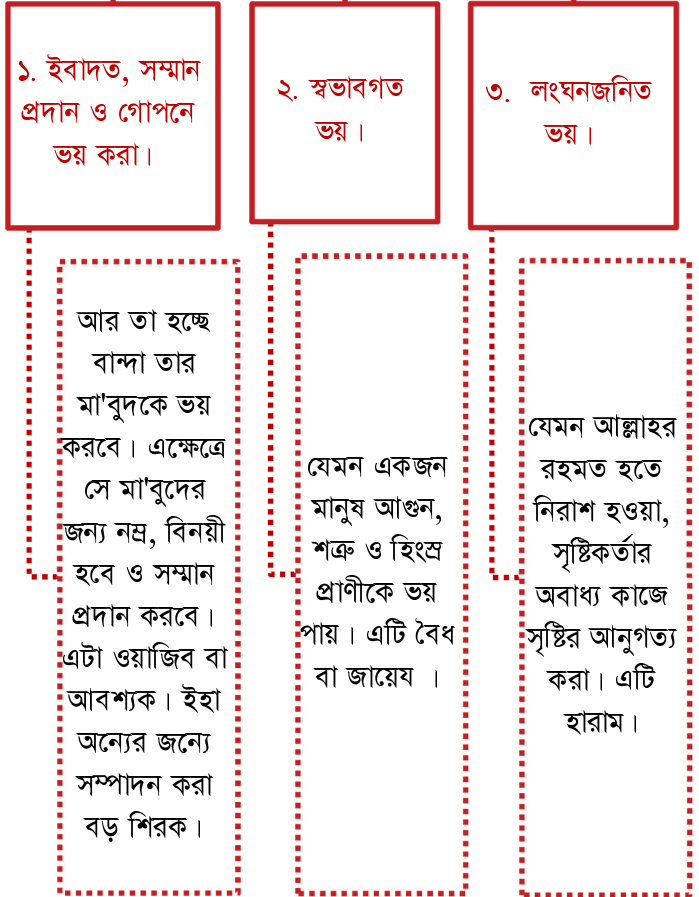 ১. ইবাদত, সম্মান
প্রদান ও গোপনে
ভয় করা।
২. স্বভাবগত
ভয়।
৩. লংঘনজনিত
ভয়।
আর তা হচ্ছে
বান্দা তার
মা'বুদকে ভয়
করবে। এক্ষেত্রে
সে মা'বুদের
জন্য নম্র, বিনয়ী
হবে ও সম্মান
প্রদান করবে।
এটা ওয়াজিব বা
আবশ্যক। ইহা
অন্যের জন্যে
সম্পাদন করা
বড় শিরক।
যেমন একজন
মানুষ আগুন,
শত্রু ও হিংস্র
প্রাণীকে ভয়
পায়। এটি বৈধ
বা জায়েয ।
যেমন আল্লাহর
রহমত হতে
নিরাশ হওয়া,
সৃষ্টিকর্তার
অবাধ্য কাজে
সৃষ্টির আনুগত্য
করা। এটি
হারাম।